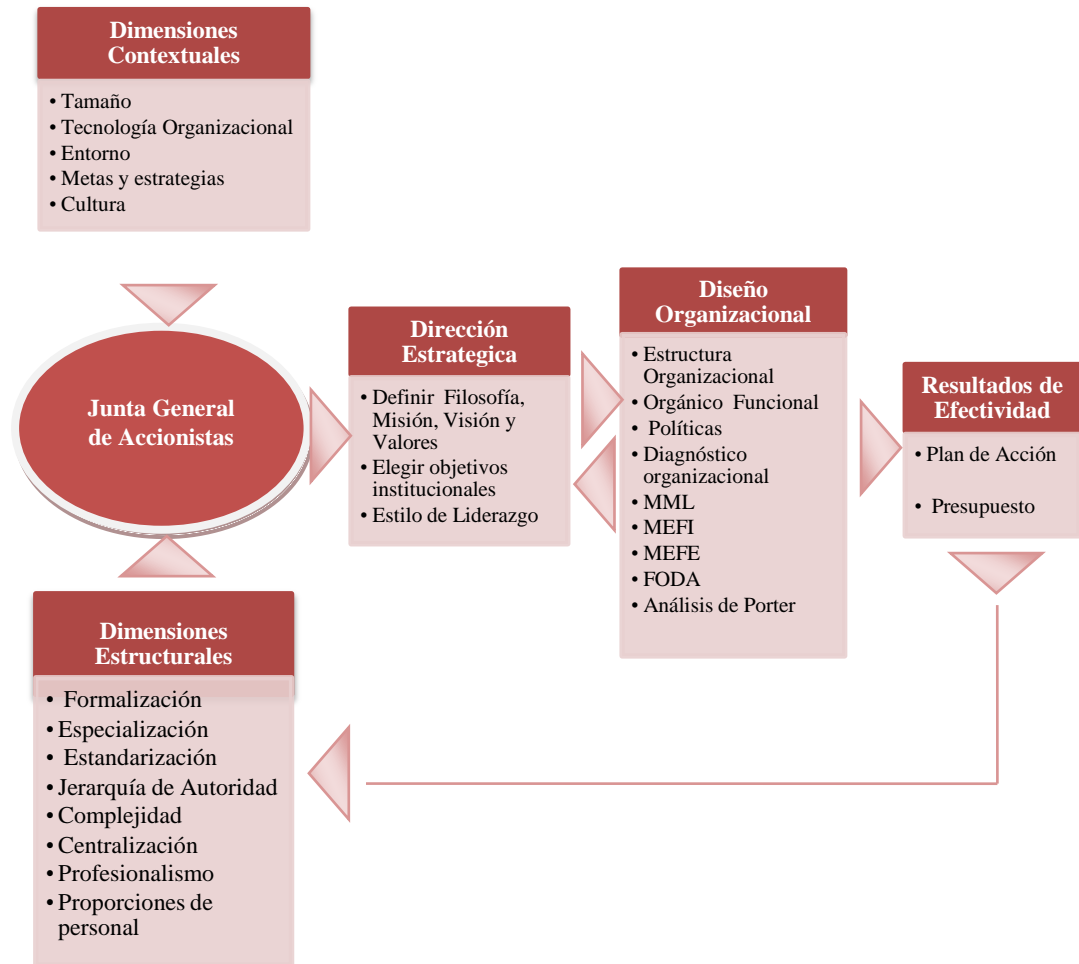 Dimensiones
Contextuales
• Tamaño
• Tecnología Organizacional
• Entorno
• Metas y estrategias
• Cultura
Junta General
de Accionistas
Dirección
Estrategica
• Definir Filosofía,
Misión, Visión y
Valores
• Elegir objetivos
institucionales
• Estilo de Liderazgo
Diseño
Organizacional
• Estructura
Organizacional
• Orgánico Funcional
• Políticas
• Diagnóstico
organizacional
• MML
• MEFI
• MEFE
• FODA
• Análisis de Porter
Resultados de
Efectividad
• Plan de Acción
• Presupuesto
Dimensiones
Estructurales
• Formalización
• Especialización
• Estandarización
• Jerarquía de Autoridad
• Complejidad
• Centralización
• Profesionalismo
• Proporciones de
personal